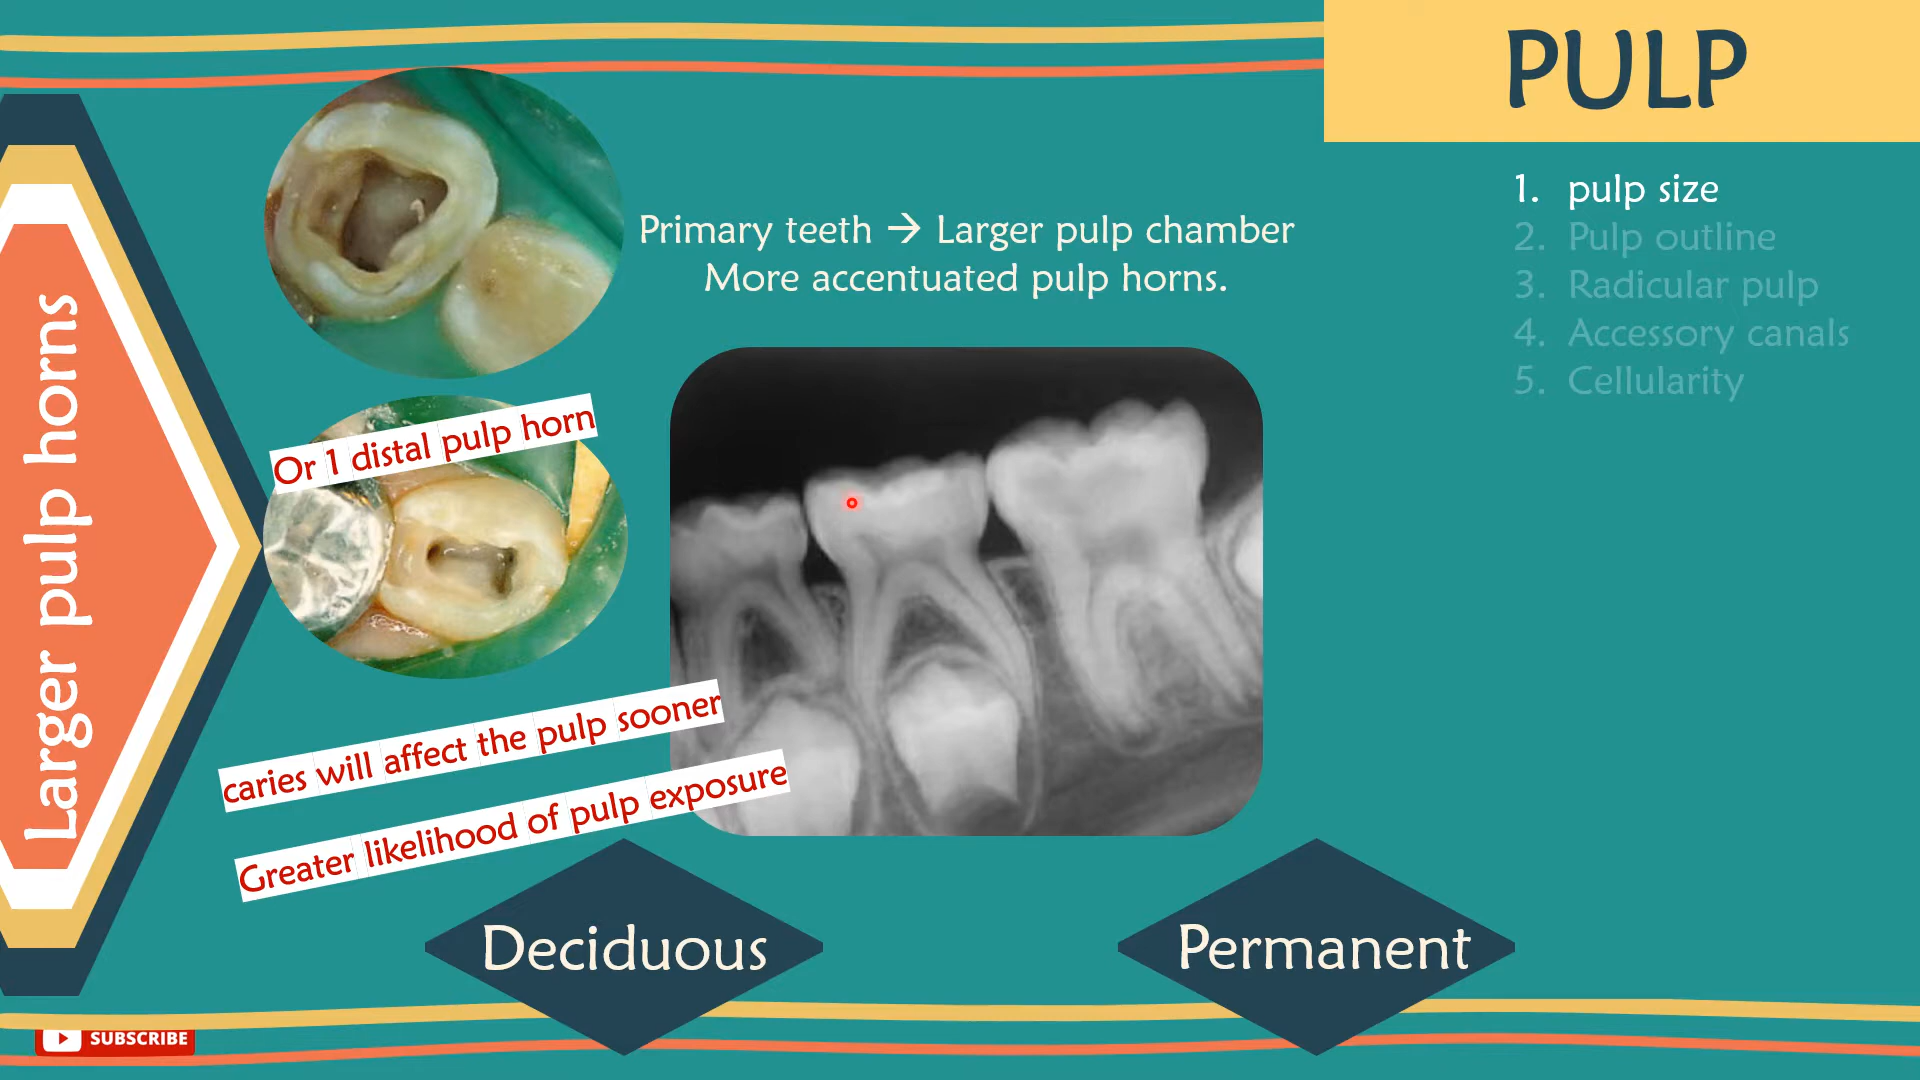 PULP
1. pulp size
2. Pulp outline
3. Radicular pulp
4. Accessory canals
5. Cellularity
Primary teeth → Larger pulp chamber
More accentuated pulp horns.
Larger pulp horns
Or 1 distal pulp horn
caries will affect the pulp sooner
Greater likelihood of pulp exposure
Deciduous
Permanent
SUBSCRIBE